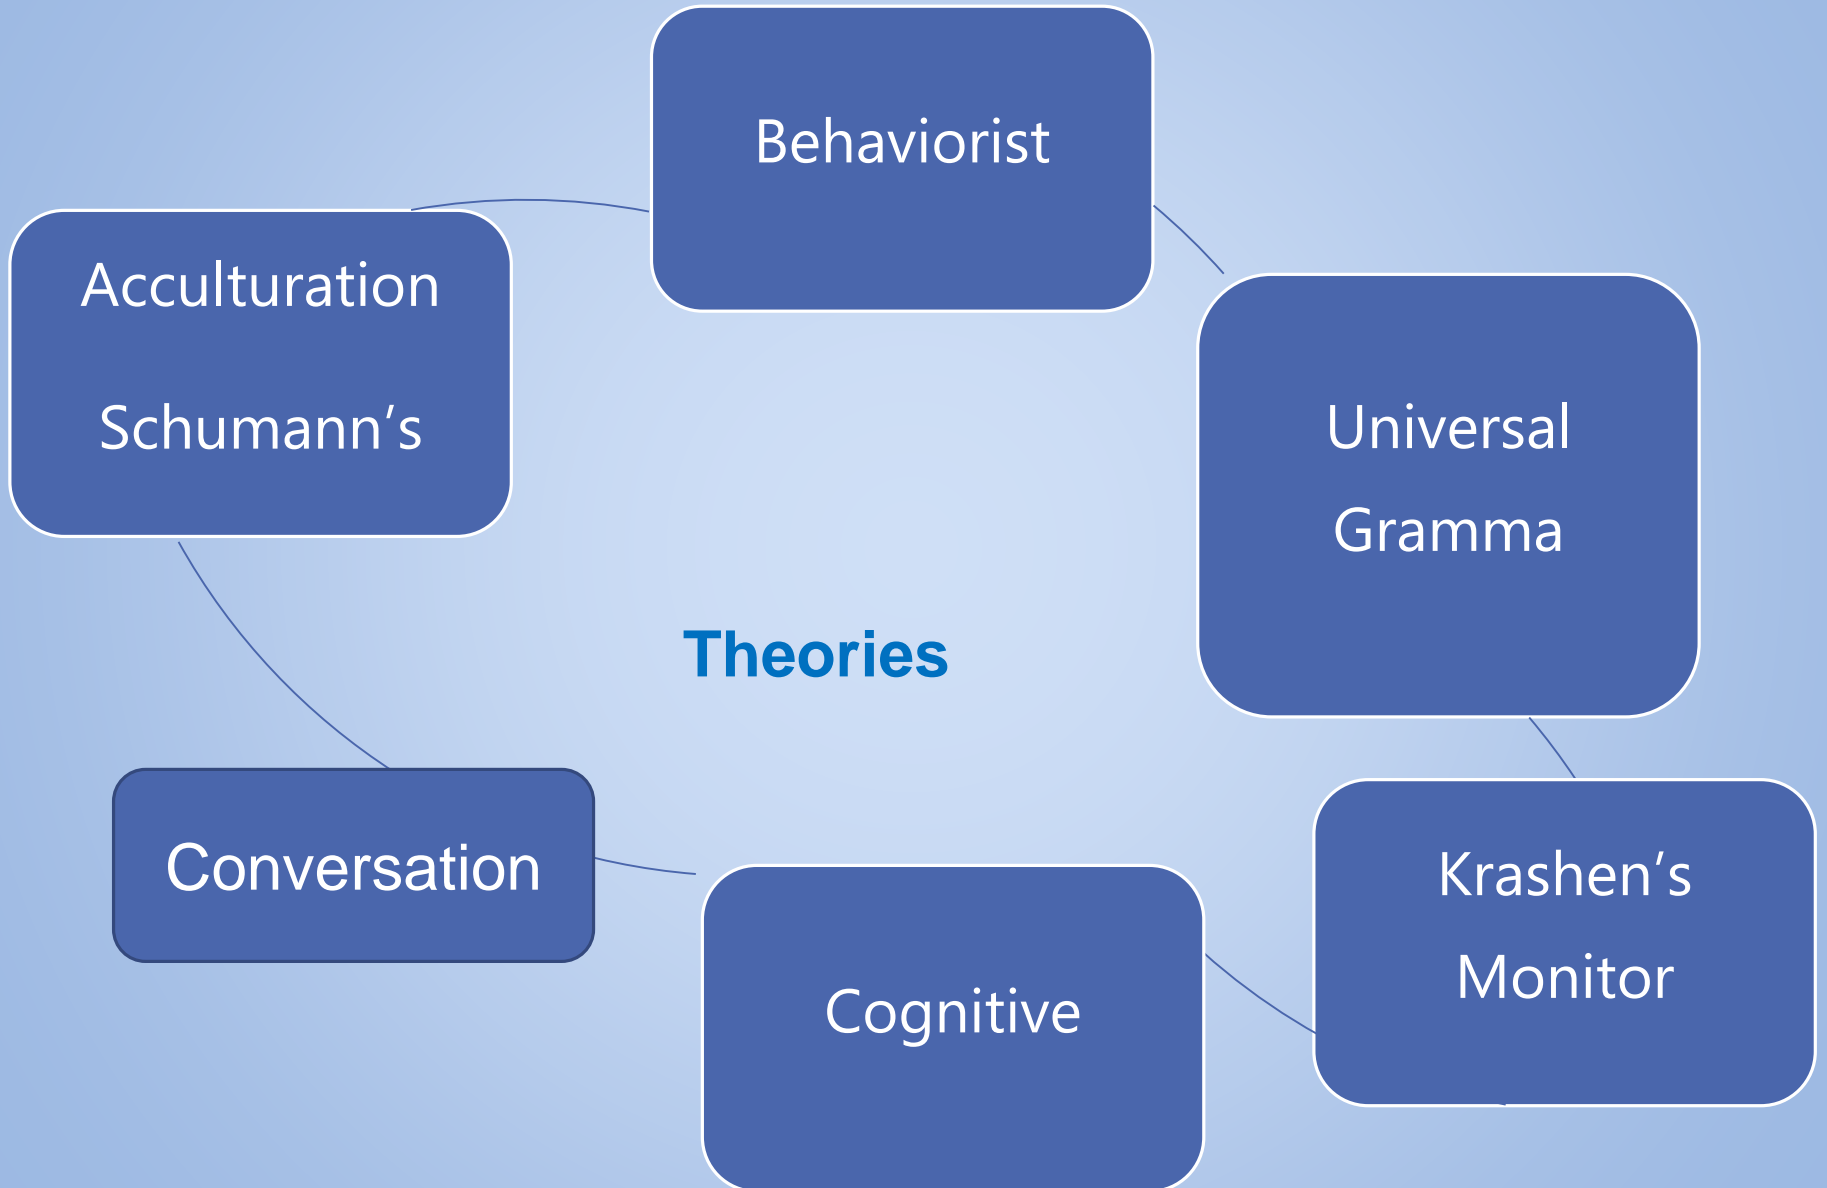 Behaviorist
Acculturation
Schumann's
Universal
Gramma
Theories
Conversation
Krashen's
Monitor
Cognitive